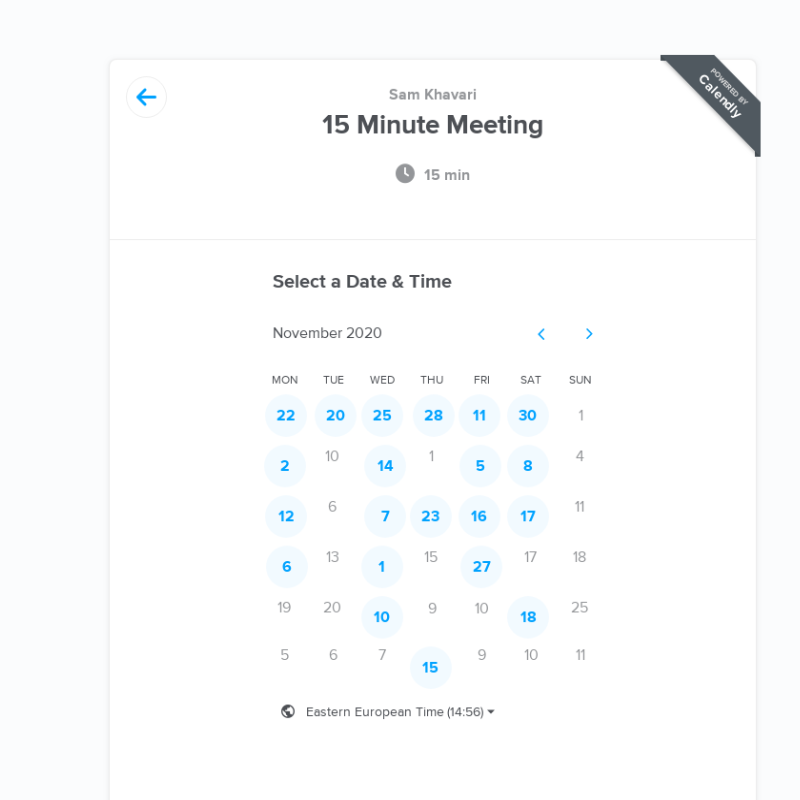 POWERED BY
Calendly
Sam Khavari
15 Minute Meeting
15 min
Select a Date & Time
November 2020
MON TUE WED THU FRI SAT SUN
22 20 25 28 11 30 1
2 10 14 1 5 8 4
12 6 7 23 16 17 11
6 13 1 15 27 17 18
19 20 10 9 10 18 25
5 6 7 15 9 10 11
Eastern European Time (14:56)